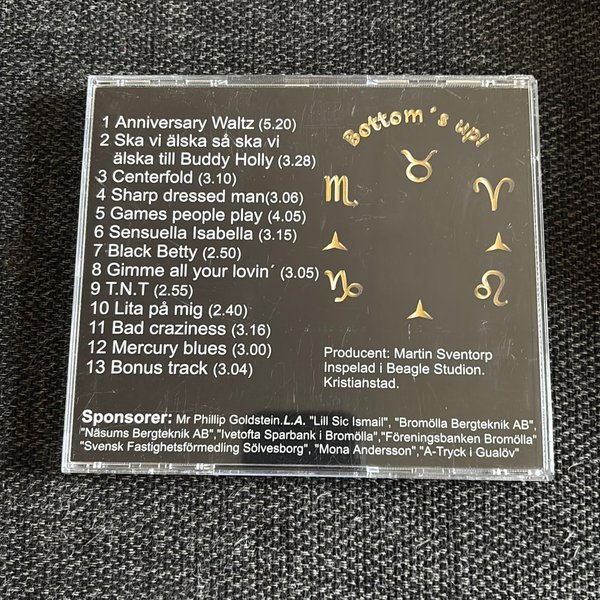 Bottom´s up!
1 Anniversary Waltz (5.20)
2 Ska vi älska så ska vi
älska till Buddy Holly (3.28)
3 Centerfold (3.10)
4 Sharp dressed man(3.06)
5 Games people play (4.05)
6 Sensuella Isabella (3.15)
7 Black Betty (2.50)
8 Gimme all your lovin´ (3.05)
9 T.N.T (2.55)
10 Lita på mig (2.40)
11 Bad craziness (3.16)
12 Mercury blues (3.00)
13 Bonus track (3.04)
Producent: Martin Sventorp
Inspelad i Beagle Studion.
Kristianstad.
Sponsorer: Mr Phillip Goldstein.L.A. "Lill Sic Ismail", "Bromölla Bergteknik AB",
"Näsums Bergteknik AB","Ivetofta Sparbank i Bromölla","Föreningsbanken Bromölla"
"Svensk Fastighetsförmedling Sölvesborg", "Mona Andersson","A-Tryck i Gualöv"